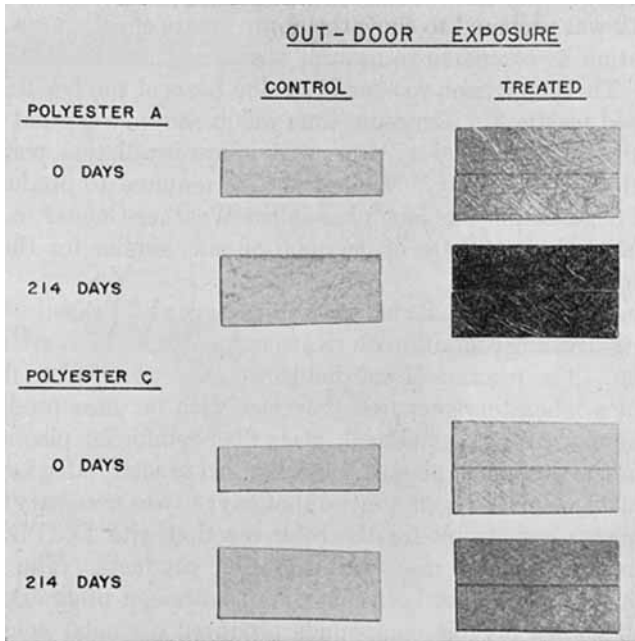 OUT-DOOR EXPOSURE
CONTROL TREATED
POLYESTER A
0 DAYS
214 DAYS
POLYESTER C
0 DAYS
214 DAYS